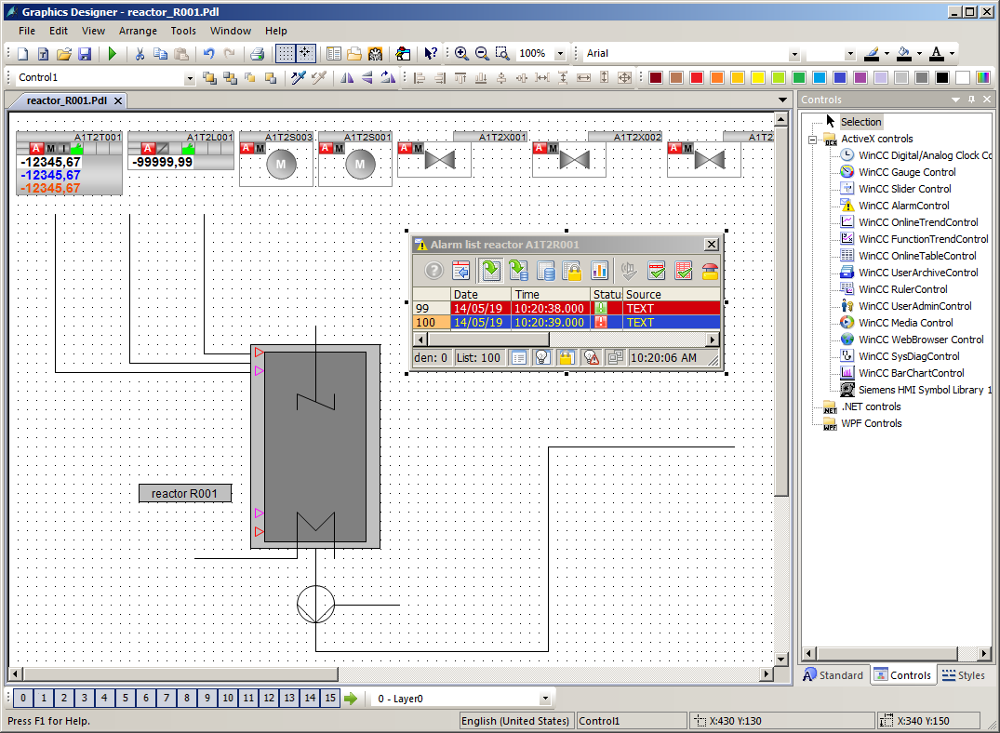 Graphics Designer - reactor_R001.Pdl
File Edit View Arrange Tools Window Help
100% Arial
Control1
reactor_R001.Pdl
Controls
A1T2T001
A M I
-12345,67
-12345,67
-12345,67
A1T2L001
A
-99999,99
A1T2S003
A M
M
A1T2S001
A M
M
A1T2X001
A M
A1T2X002
A M
A1T2
A M
Alarm list reactor A1T2R001
Date Time Statu: Source
99 14/05/19 10:20:38.000 TEXT
100 14/05/19 10:20:39.000 TEXT
den: 0 List: 100 10:20:06 AM
reactor R001
Selection
ActiveX controls
WinCC Digital/Analog Clock Co
WinCC Gauge Control
WinCC Slider Control
WinCC AlarmControl
WinCC OnlineTrendControl
WinCC FunctionTrendControl
WinCC OnlineTableControl
WinCC UserArchiveControl
WinCC RulerControl
WinCC UserAdminControl
WinCC Media Control
WinCC WebBrowser Control
WinCC SysDiagControl
WinCC BarChartControl
Siemens HMI Symbol Library 1
.NET controls
WPF Controls
Standard Controls Styles
0 1 2 3 4 5 6 7 8 9 10 11 12 13 14 15 0 - Layer0
Press F1 for Help. English (United States) Control1 X:430 Y:130 X:340 Y:150